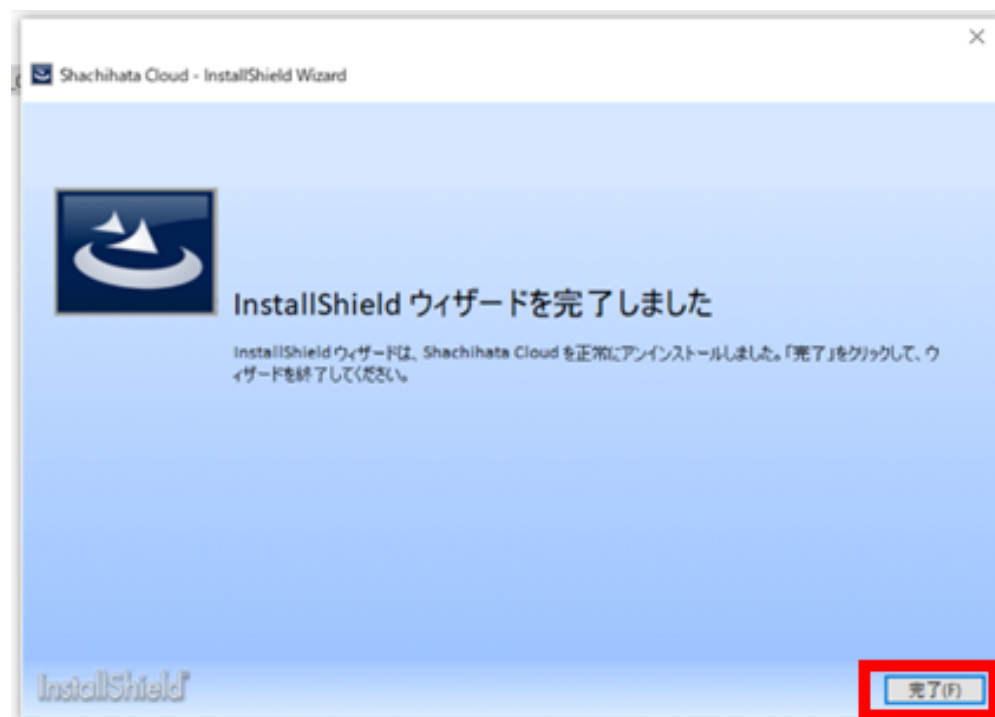 Shachihata Cloud - InstallShield Wizard
InstallShield ウィザードを完了しました
InstallShield ウィザードは、Shachihata Cloud を正常にアンインストールしました。「完了」をクリックして、ウ
ィザードを終了してください。
InstallShield
完了(F)